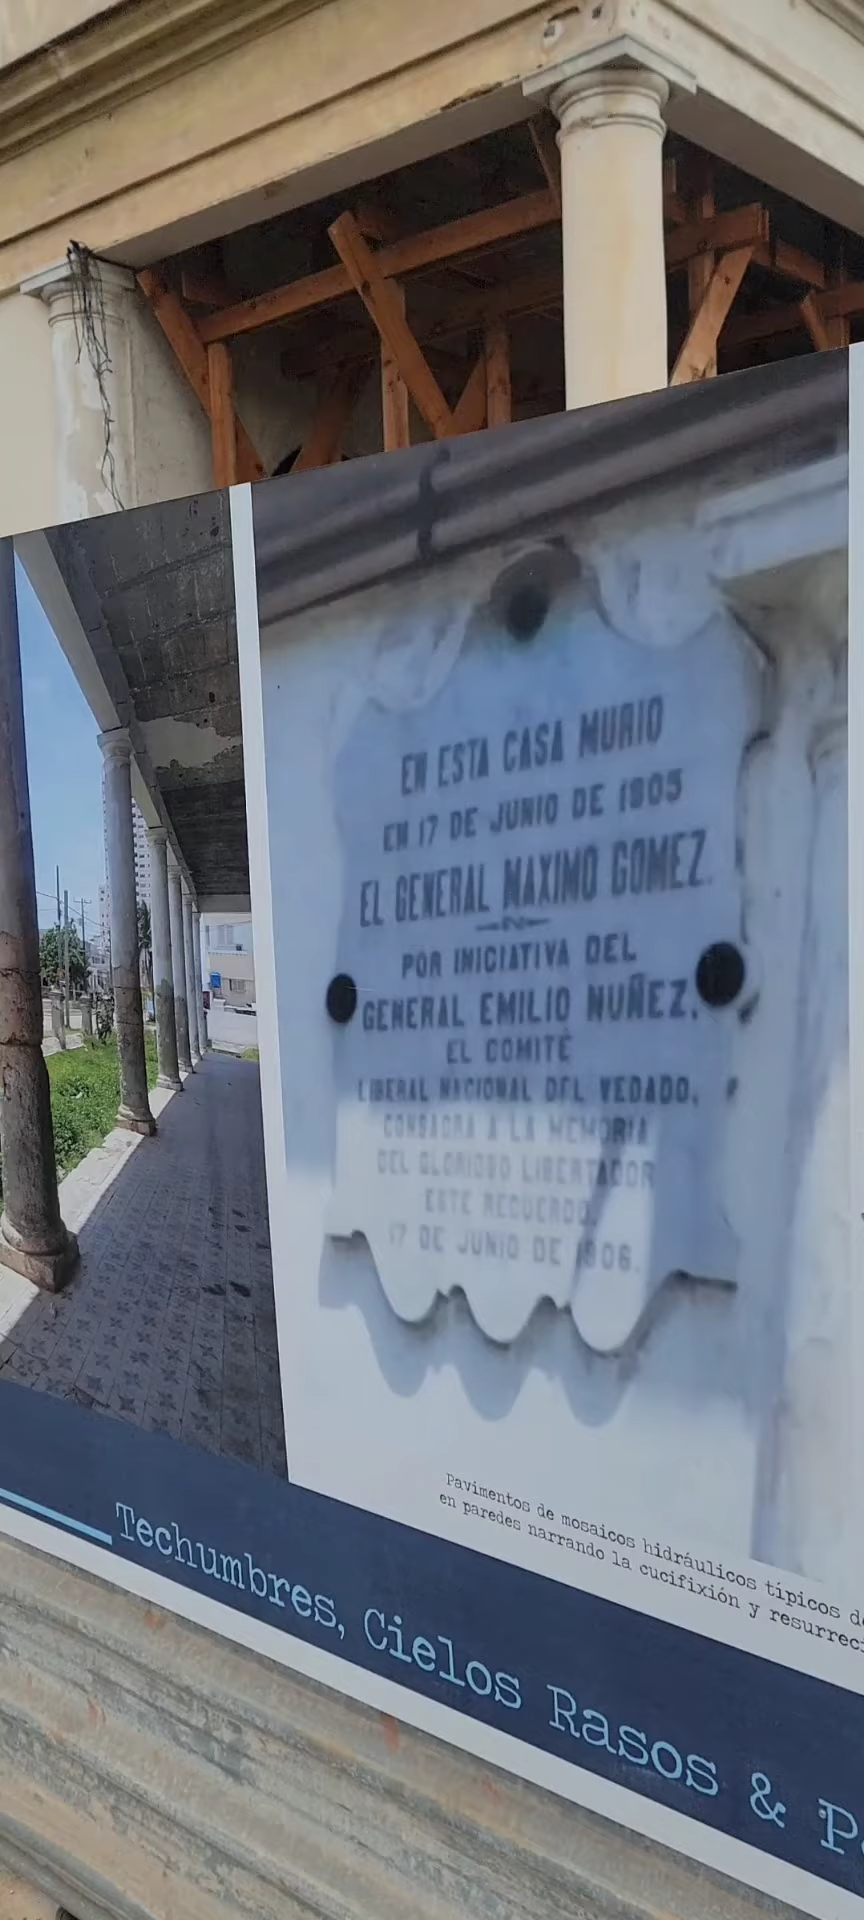 EN ESTA CASA MURIO
EN 17 DE JUNIO DE 1905
EL GENERAL MAXIMO GOMEZ.
POR INICIATIVA DEL
GENERAL EMILIO NUÑEZ,
EL COMITÉ
LIBERAL NACIONAL DEL VEDADO,
CONSAGRA A LA MEMORIA
DEL GLORIOSO LIBERTADOR
ESTE RECUERDO.
17 DE JUNIO DE 1906.
Pavimentos de mosaicos hidráulicos típicos
en paredes narrando la cucifixión y
Techumbres, Cielos Rasos &